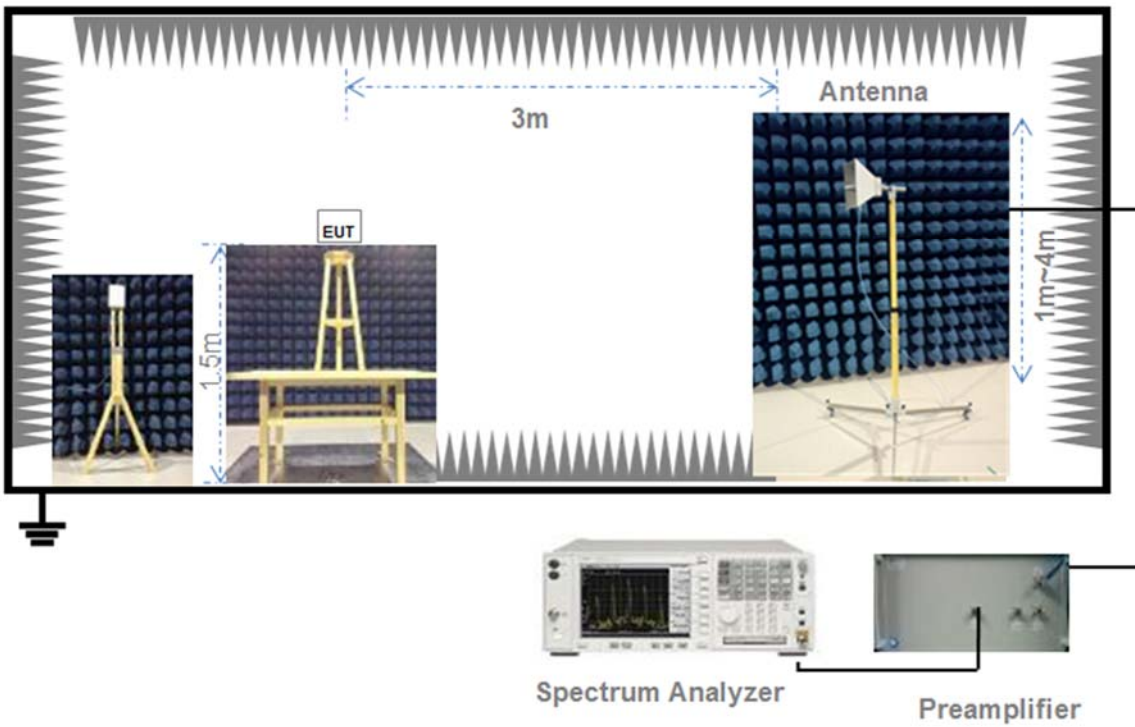 Antenna
3m
EUT
1.5m
1m~4m
Spectrum Analyzer
Preamplifier